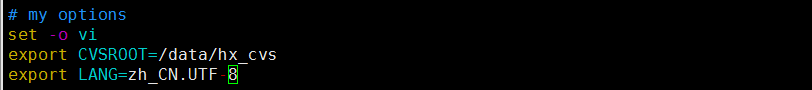 # my options
set -o vi
export CVSROOT=/data/hx_cvs
export LANG=zh_CN.UTF-8